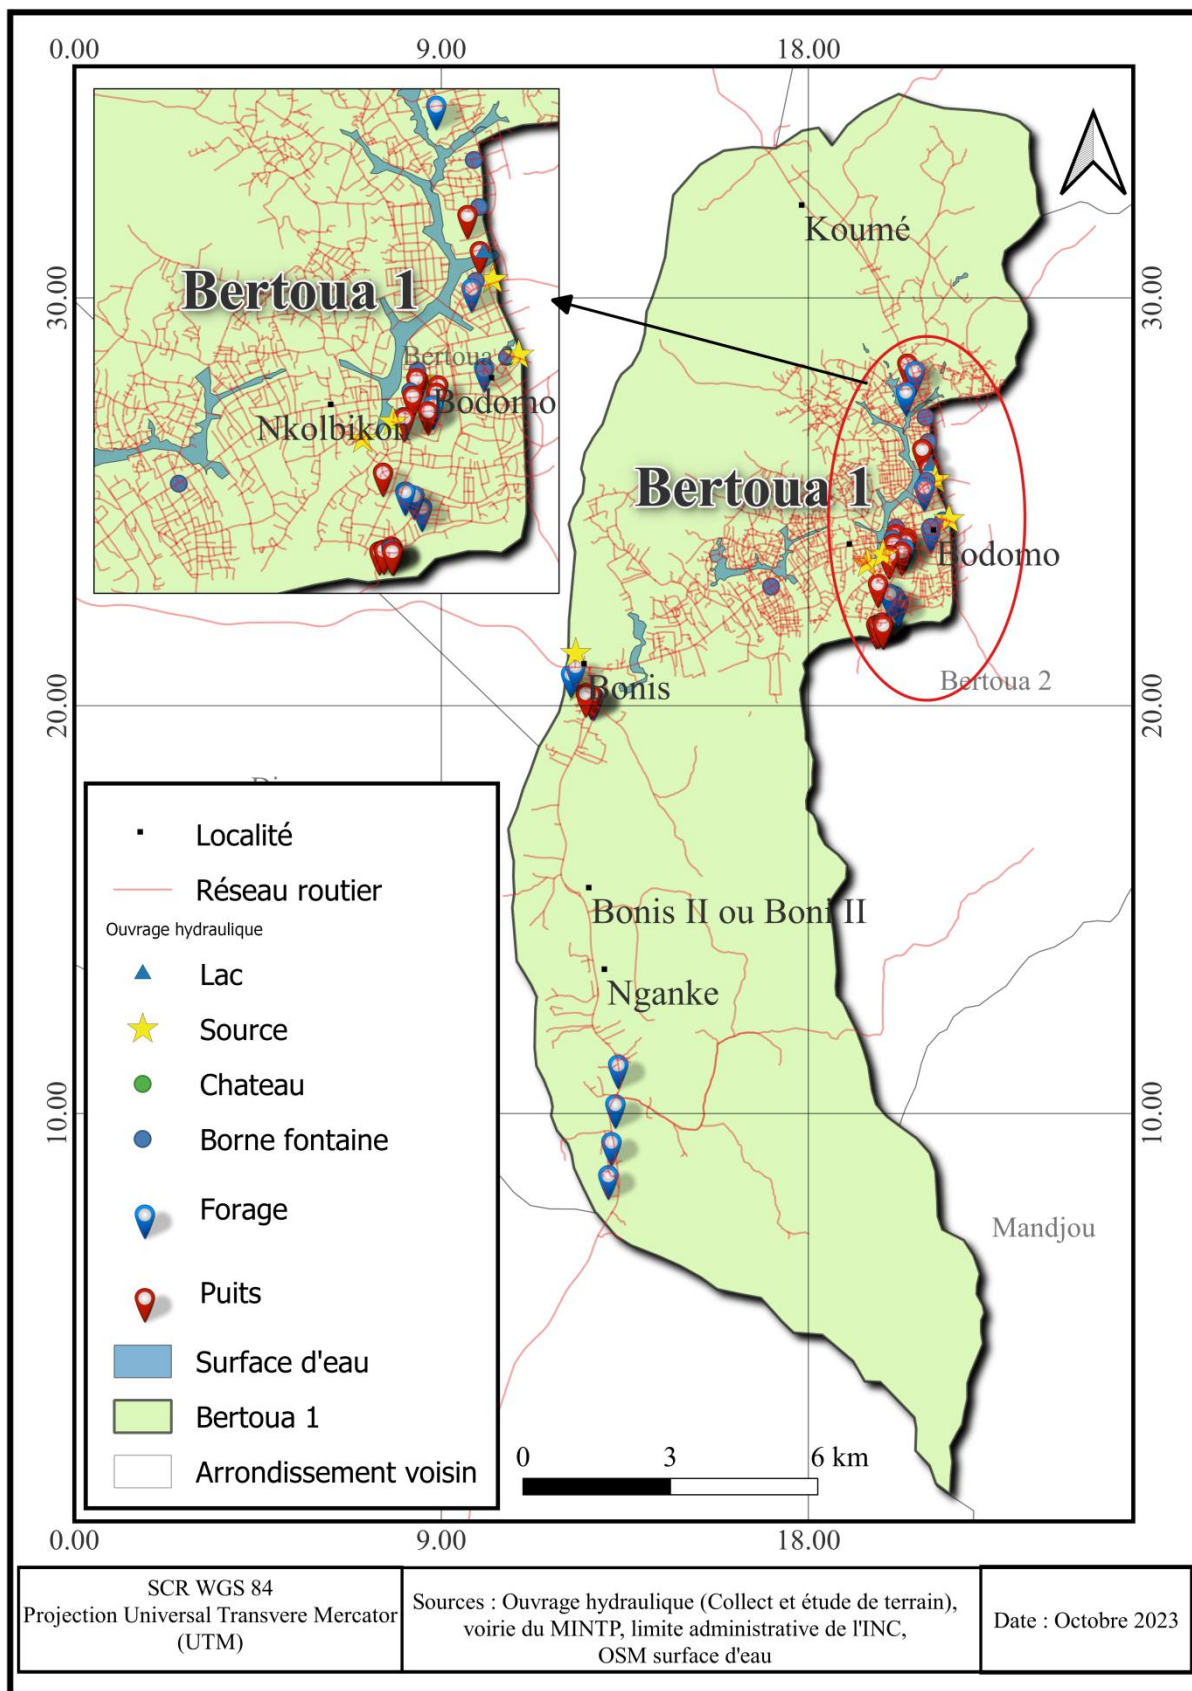 0.00
9.00
18.00
Koumé
30.00
30.00
Bertoua 1
Bertoua 2
Nkolbikon
Bodomo
Bertoua 1
Bodomo
Bertoua 2
Bonis
20.00
20.00
Bonis II ou Boni II
Nganke
10.00
10.00
Mandjou
Localité
Réseau routier
Ouvrage hydraulique
Lac
Source
Chateau
Borne fontaine
Forage
Puits
Surface d'eau
Bertoua 1
Arrondissement voisin
0 3 6 km
0.00
9.00
18.00
SCR WGS 84
Projection Universal Transvere Mercator
(UTM)
Sources : Ouvrage hydraulique (Collect et étude de terrain),
voirie du MINTP, limite administrative de l'INC,
OSM surface d'eau
Date : Octobre 2023